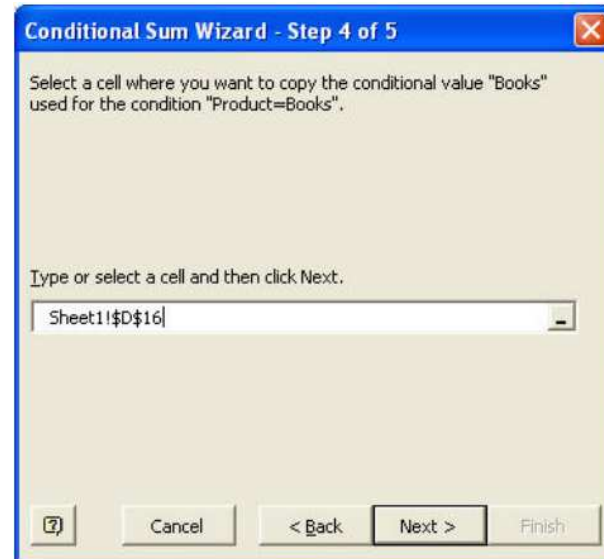 Conditional Sum Wizard - Step 4 of 5
Select a cell where you want to copy the conditional value "Books"
used for the condition "Product=Books".
Type or select a cell and then click Next.
Sheet1!$D$16
Cancel
< Back
Next >
Finish